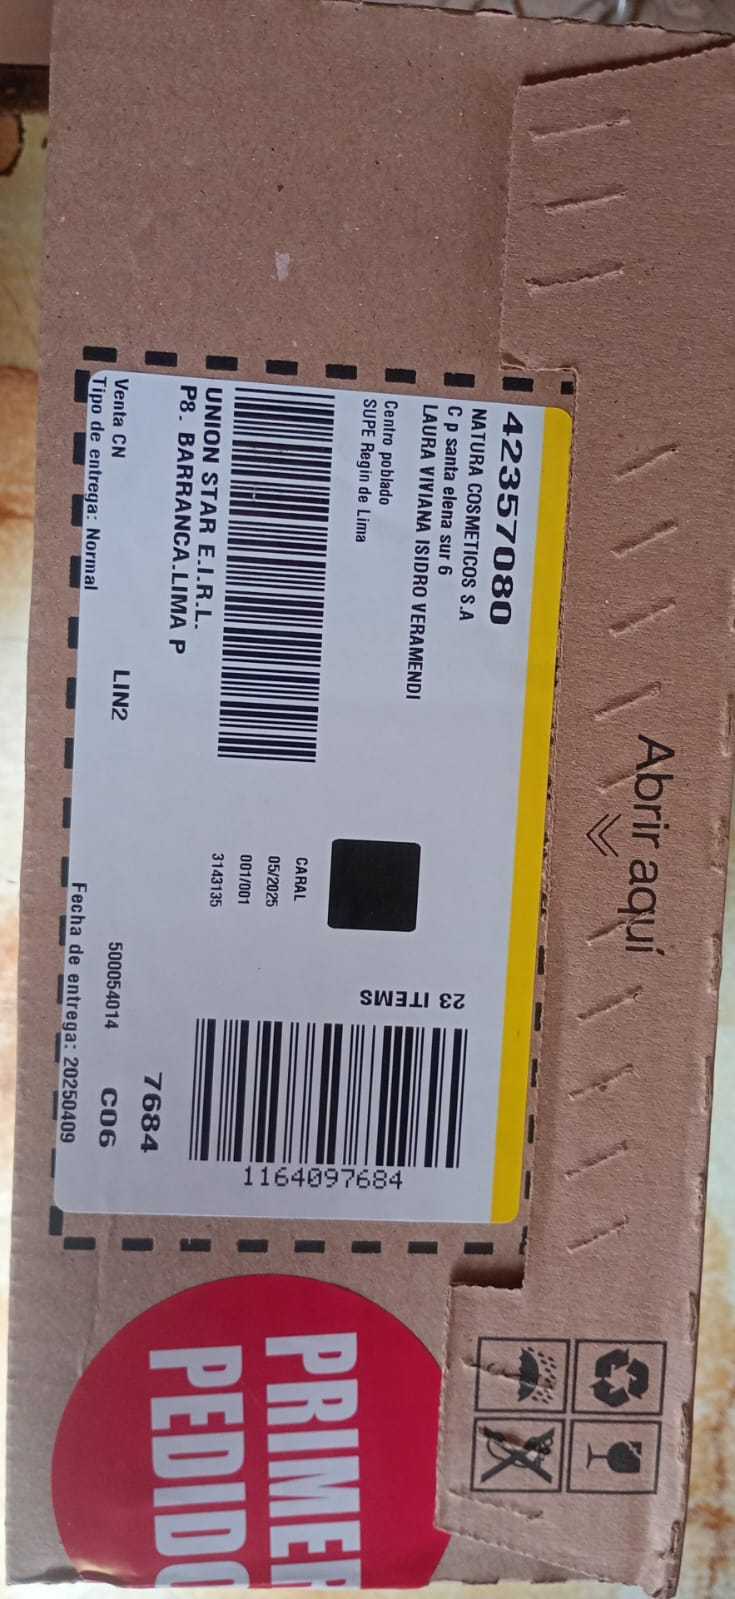 Abrir aquí
42357080
NATURA COSMETICOS S.A
C p santa elena sur 6
LAURA VIVIANA ISIDRO VERAMENDI
Centro poblado
SUPE Regin de Lima
UNION STAR E.I.R.L.
P8. BARRANCA.LIMA P
Venta CN
LIN2
Tipo de entrega: Normal
CARAL
05/2025
001/001
3143135
23 ITEMS
1164097684
7684
500054014
C06
Fecha de entrega: 20250409
PRIMER
PEDIDO